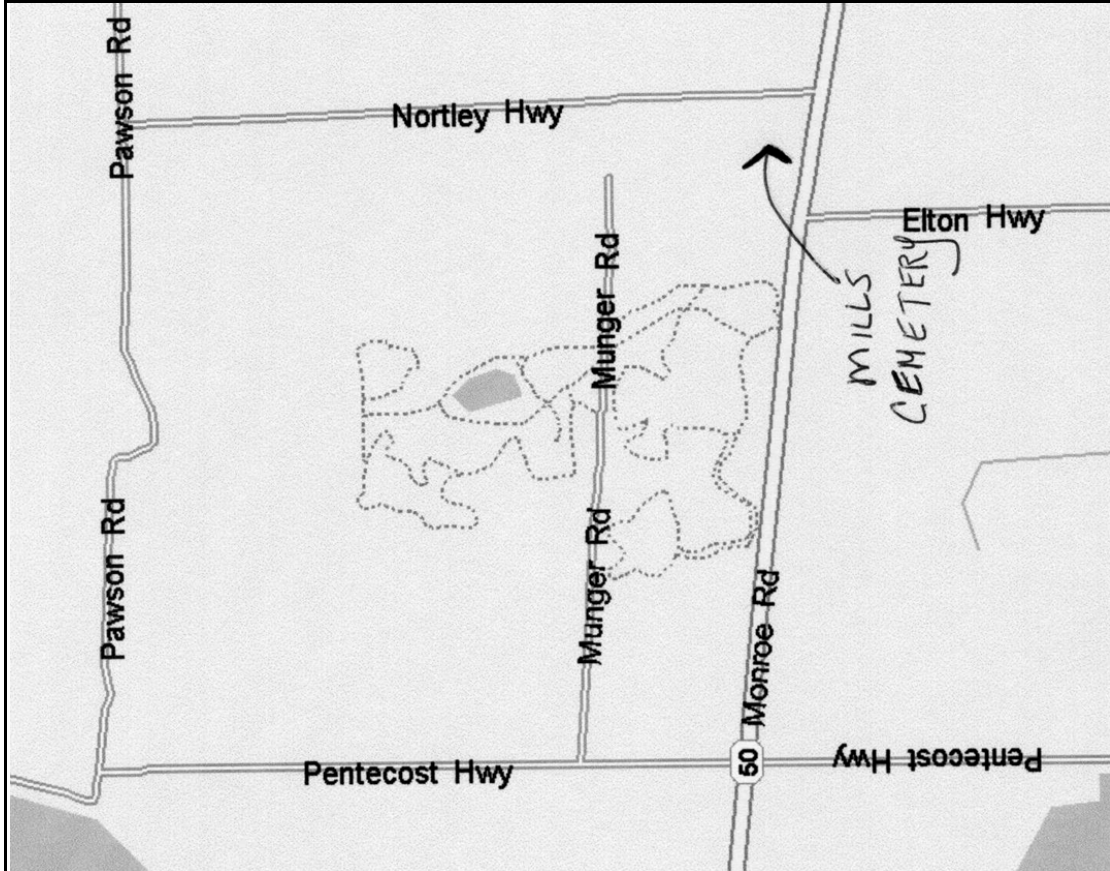 Pawson Rd
Nortley Hwy
Elton Hwy
Munger Rd
MILLS
CEMETERY
Pawson Rd
Munger Rd
Monroe Rd
Pentecost Hwy
50
Pentecost Hwy